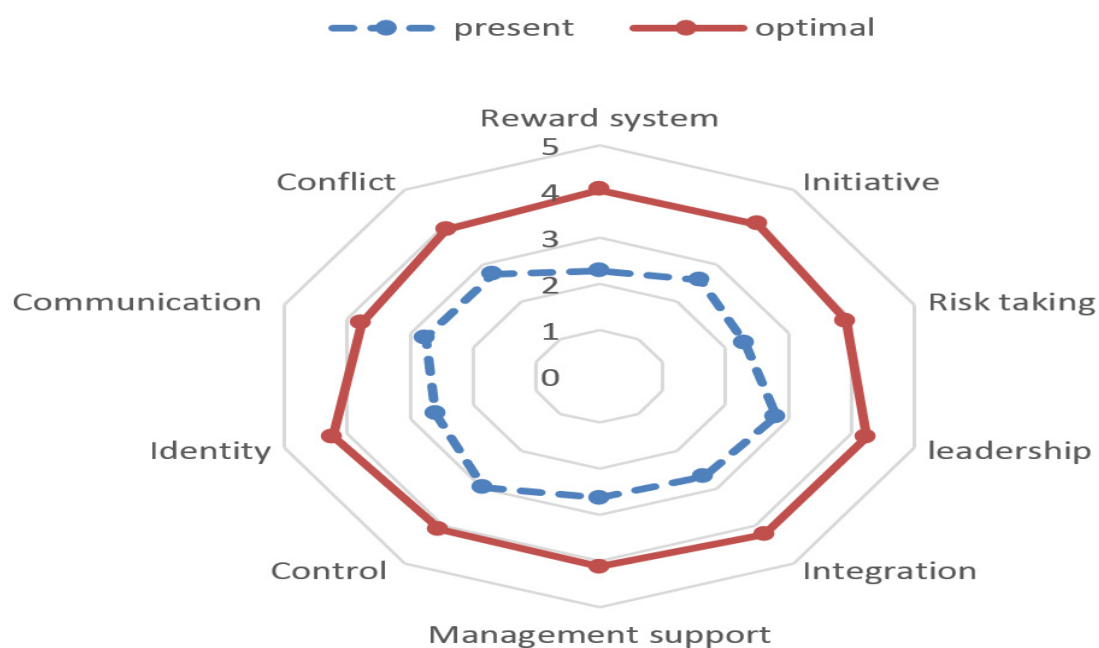 present optimal
Reward system
5
Conflict Initiative
4
3
Communication Risk taking
2
1
0
Identity leadership
Control Integration
Management support